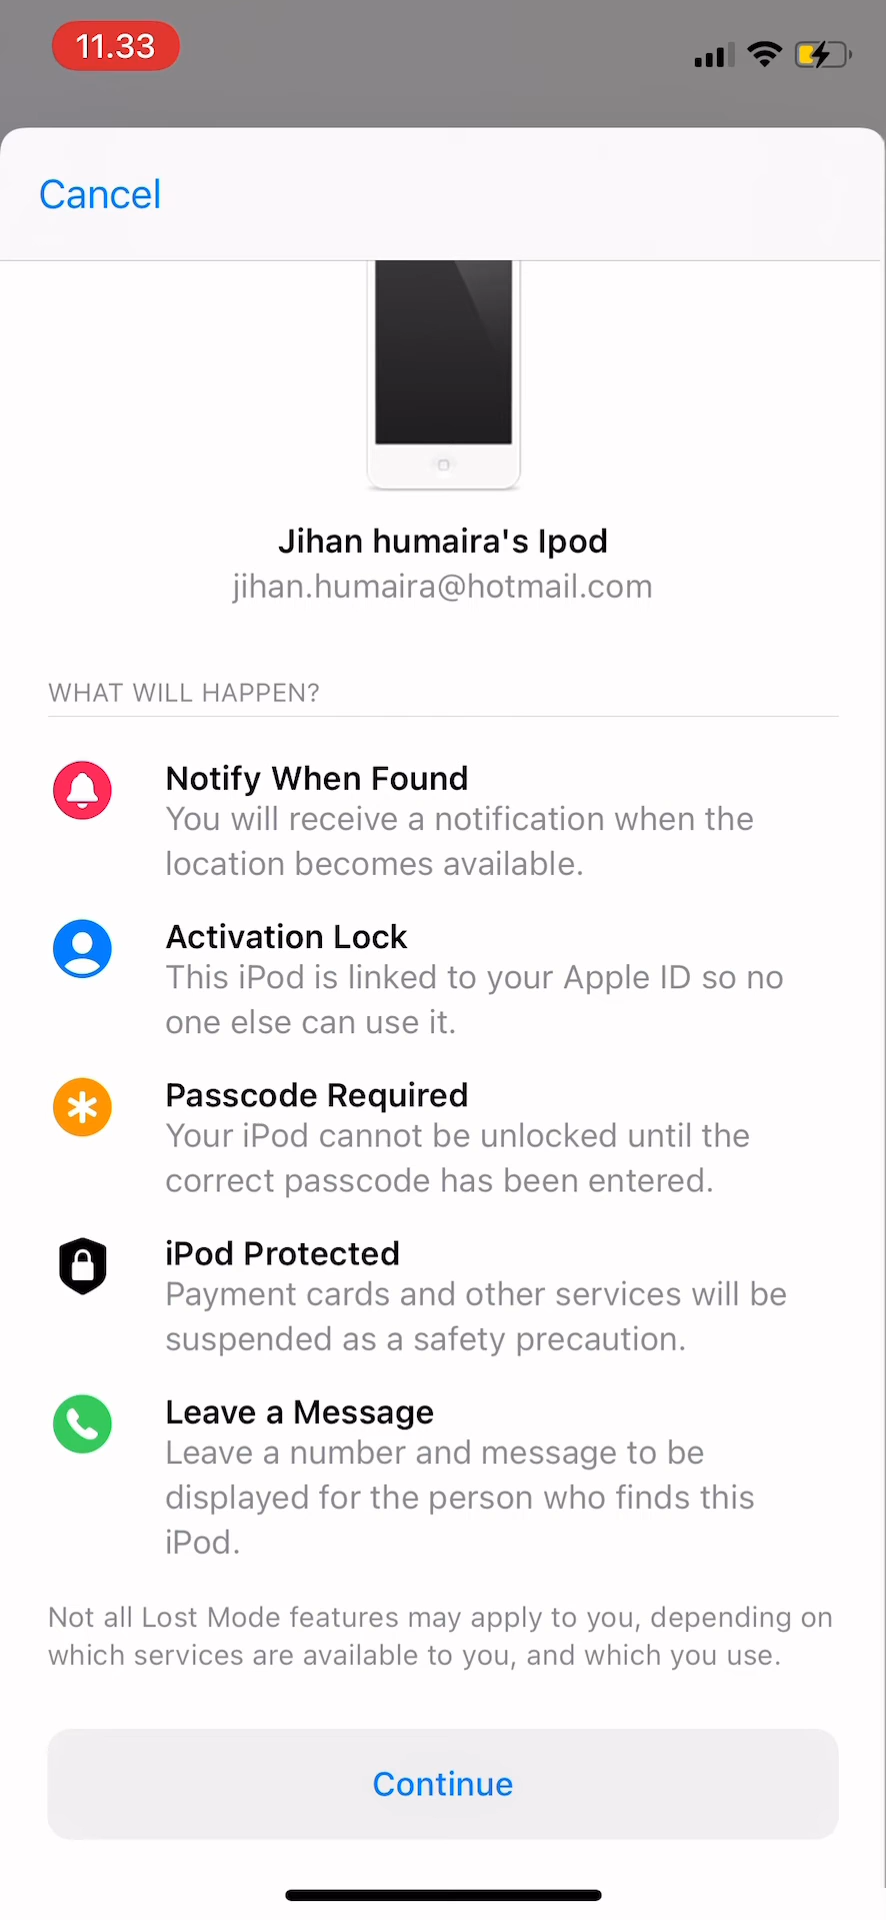 11.33
Cancel
Jihan humaira's Ipod
jihan.humaira@hotmail.com
WHAT WILL HAPPEN?
Notify When Found
You will receive a notification when the
location becomes available.
Activation Lock
This iPod is linked to your Apple ID so no
one else can use it.
Passcode Required
Your iPod cannot be unlocked until the
correct passcode has been entered.
iPod Protected
Payment cards and other services will be
suspended as a safety precaution.
Leave a Message
Leave a number and message to be
displayed for the person who finds this
iPod.
Not all Lost Mode features may apply to you, depending on
which services are available to you, and which you use.
Continue